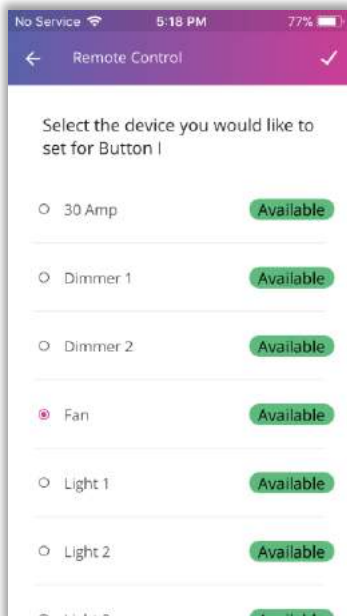 No Service 5:18 PM 77%
Remote Control
Select the device you would like to
set for Button I
30 Amp Available
Dimmer 1 Available
Dimmer 2 Available
Fan Available
Light 1 Available
Light 2 Available